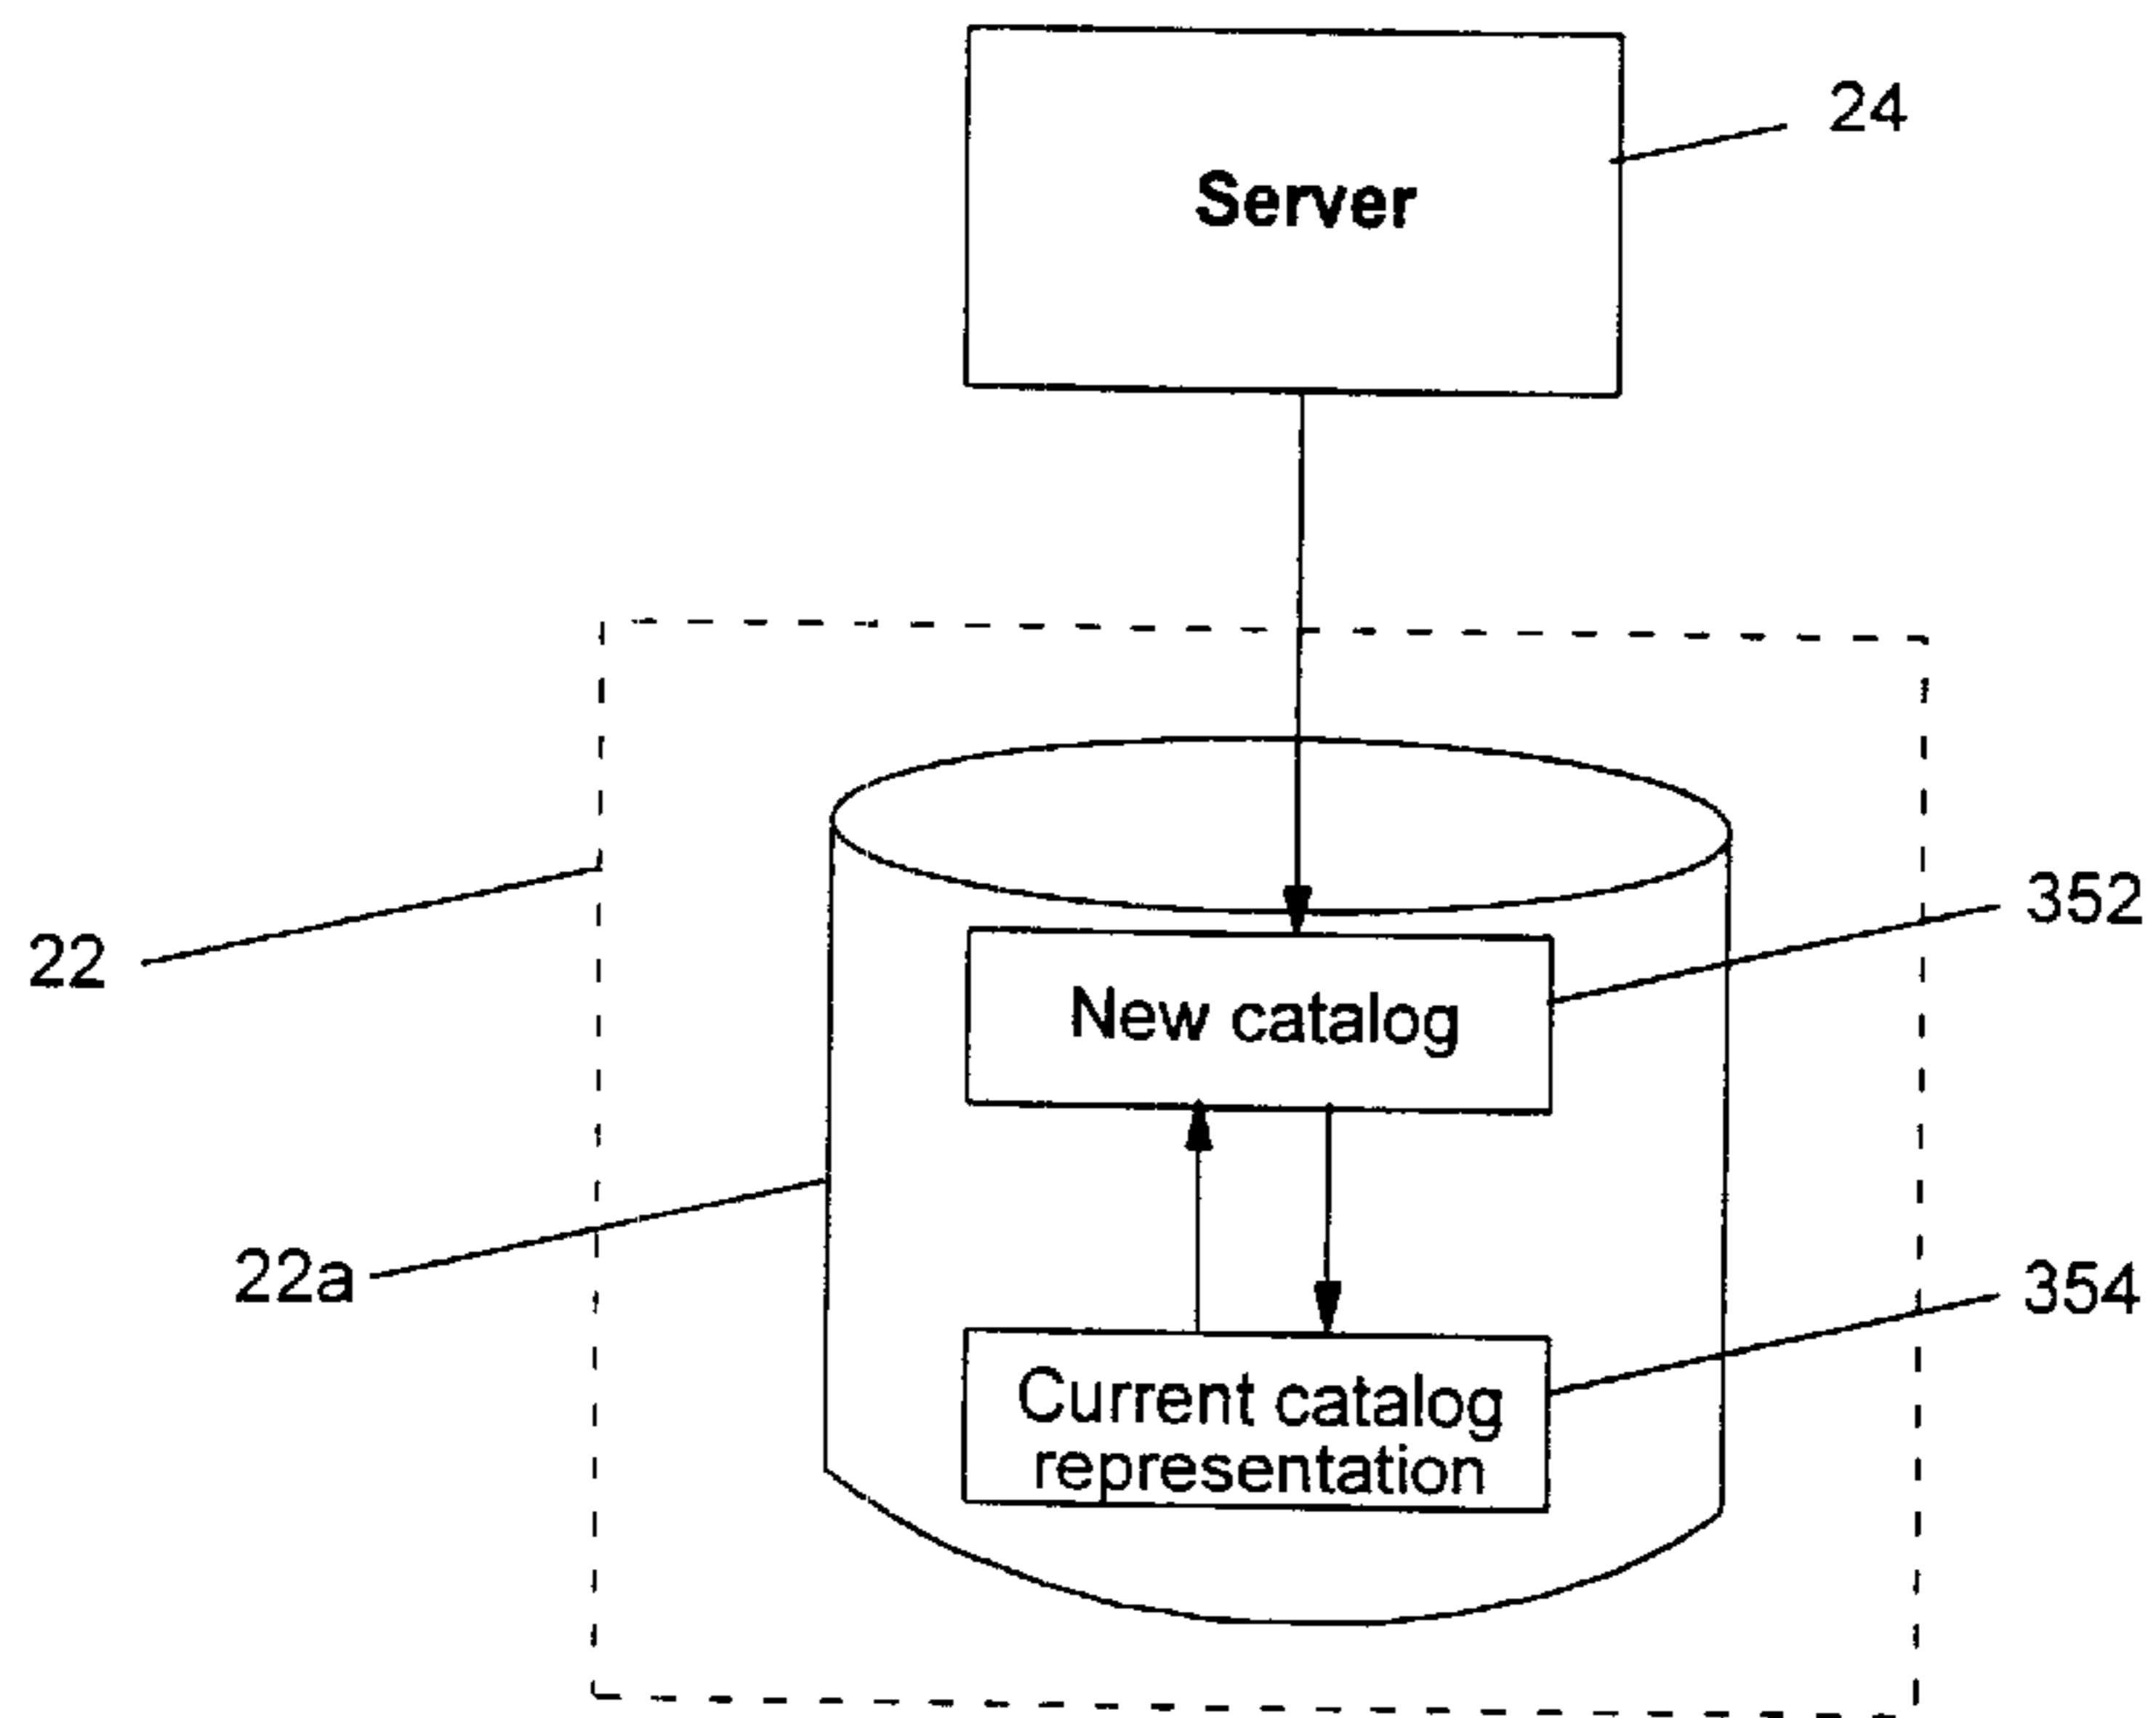 24
Server
352
22
New catalog
22a
354
Current catalog
representation